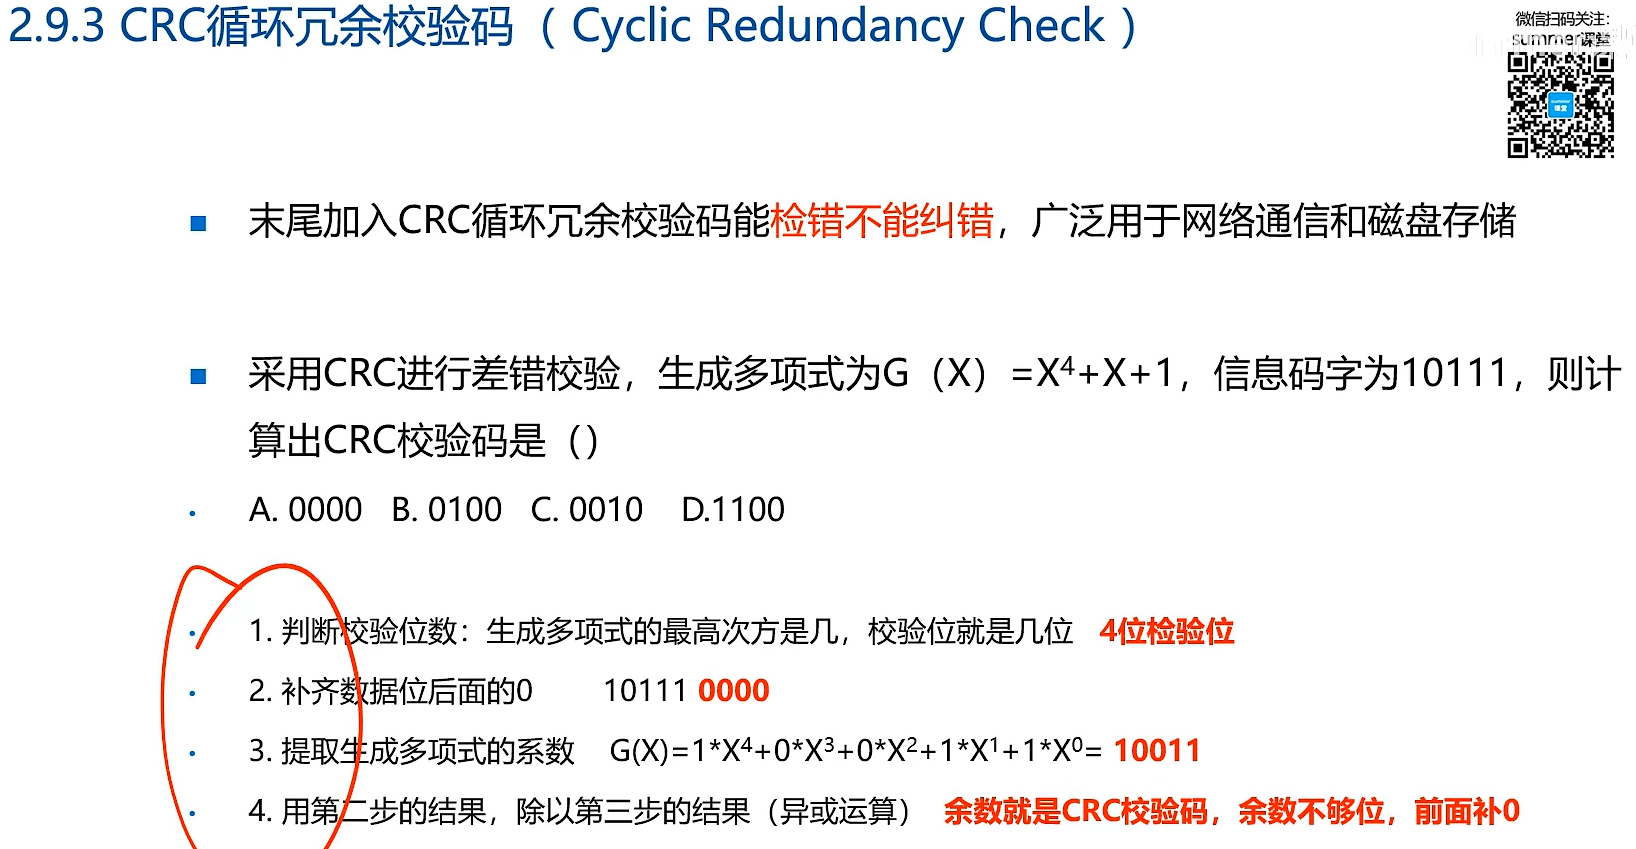 2.9.3 CRC循环冗余校验码（ Cyclic Redundancy Check ）
微信扫码关注：
summer课堂
末尾加入CRC循环冗余校验码能检错不能纠错，广泛用于网络通信和磁盘存储
采用CRC进行差错校验，生成多项式为G（X）=X⁴+X+1，信息码字为10111，则计
算出CRC校验码是（）
A. 0000 B. 0100 C. 0010 D.1100
1. 判断校验位数：生成多项式的最高次方是几，校验位就是几位 4位检验位
2. 补齐数据位后面的0 10111 0000
3. 提取生成多项式的系数 G(X)=1*X⁴+0*X³+0*X²+1*X¹+1*X⁰= 10011
4. 用第二步的结果，除以第三步的结果（异或运算） 余数就是CRC校验码，余数不够位，前面补0